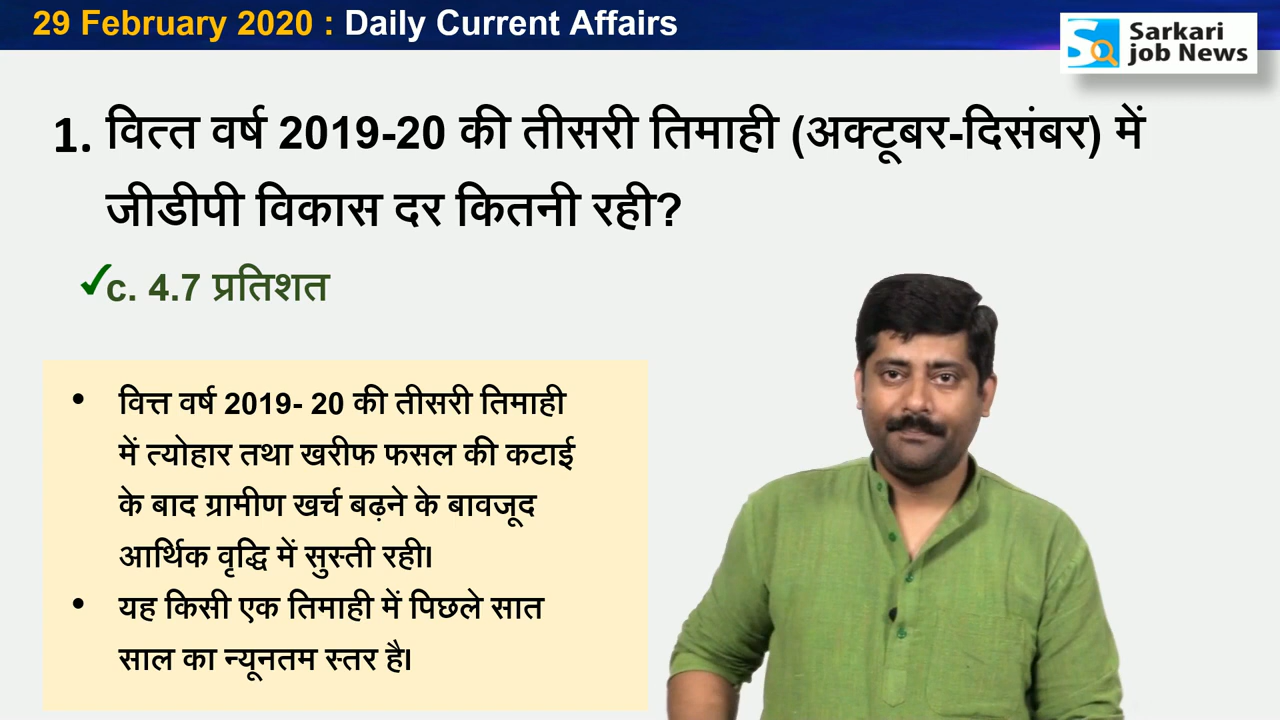 29 February 2020 : Daily Current Affairs
Sarkari
job News
1. वित्त वर्ष 2019-20 की तीसरी तिमाही (अक्टूबर-दिसंबर) में
जीडीपी विकास दर कितनी रही?
✓c. 4.7 प्रतिशत
• वित्त वर्ष 2019- 20 की तीसरी तिमाही
में त्योहार तथा खरीफ फसल की कटाई
के बाद ग्रामीण खर्च बढ़ने के बावजूद
आर्थिक वृद्धि में सुस्ती रही।
• यह किसी एक तिमाही में पिछले सात
साल का न्यूनतम स्तर है।